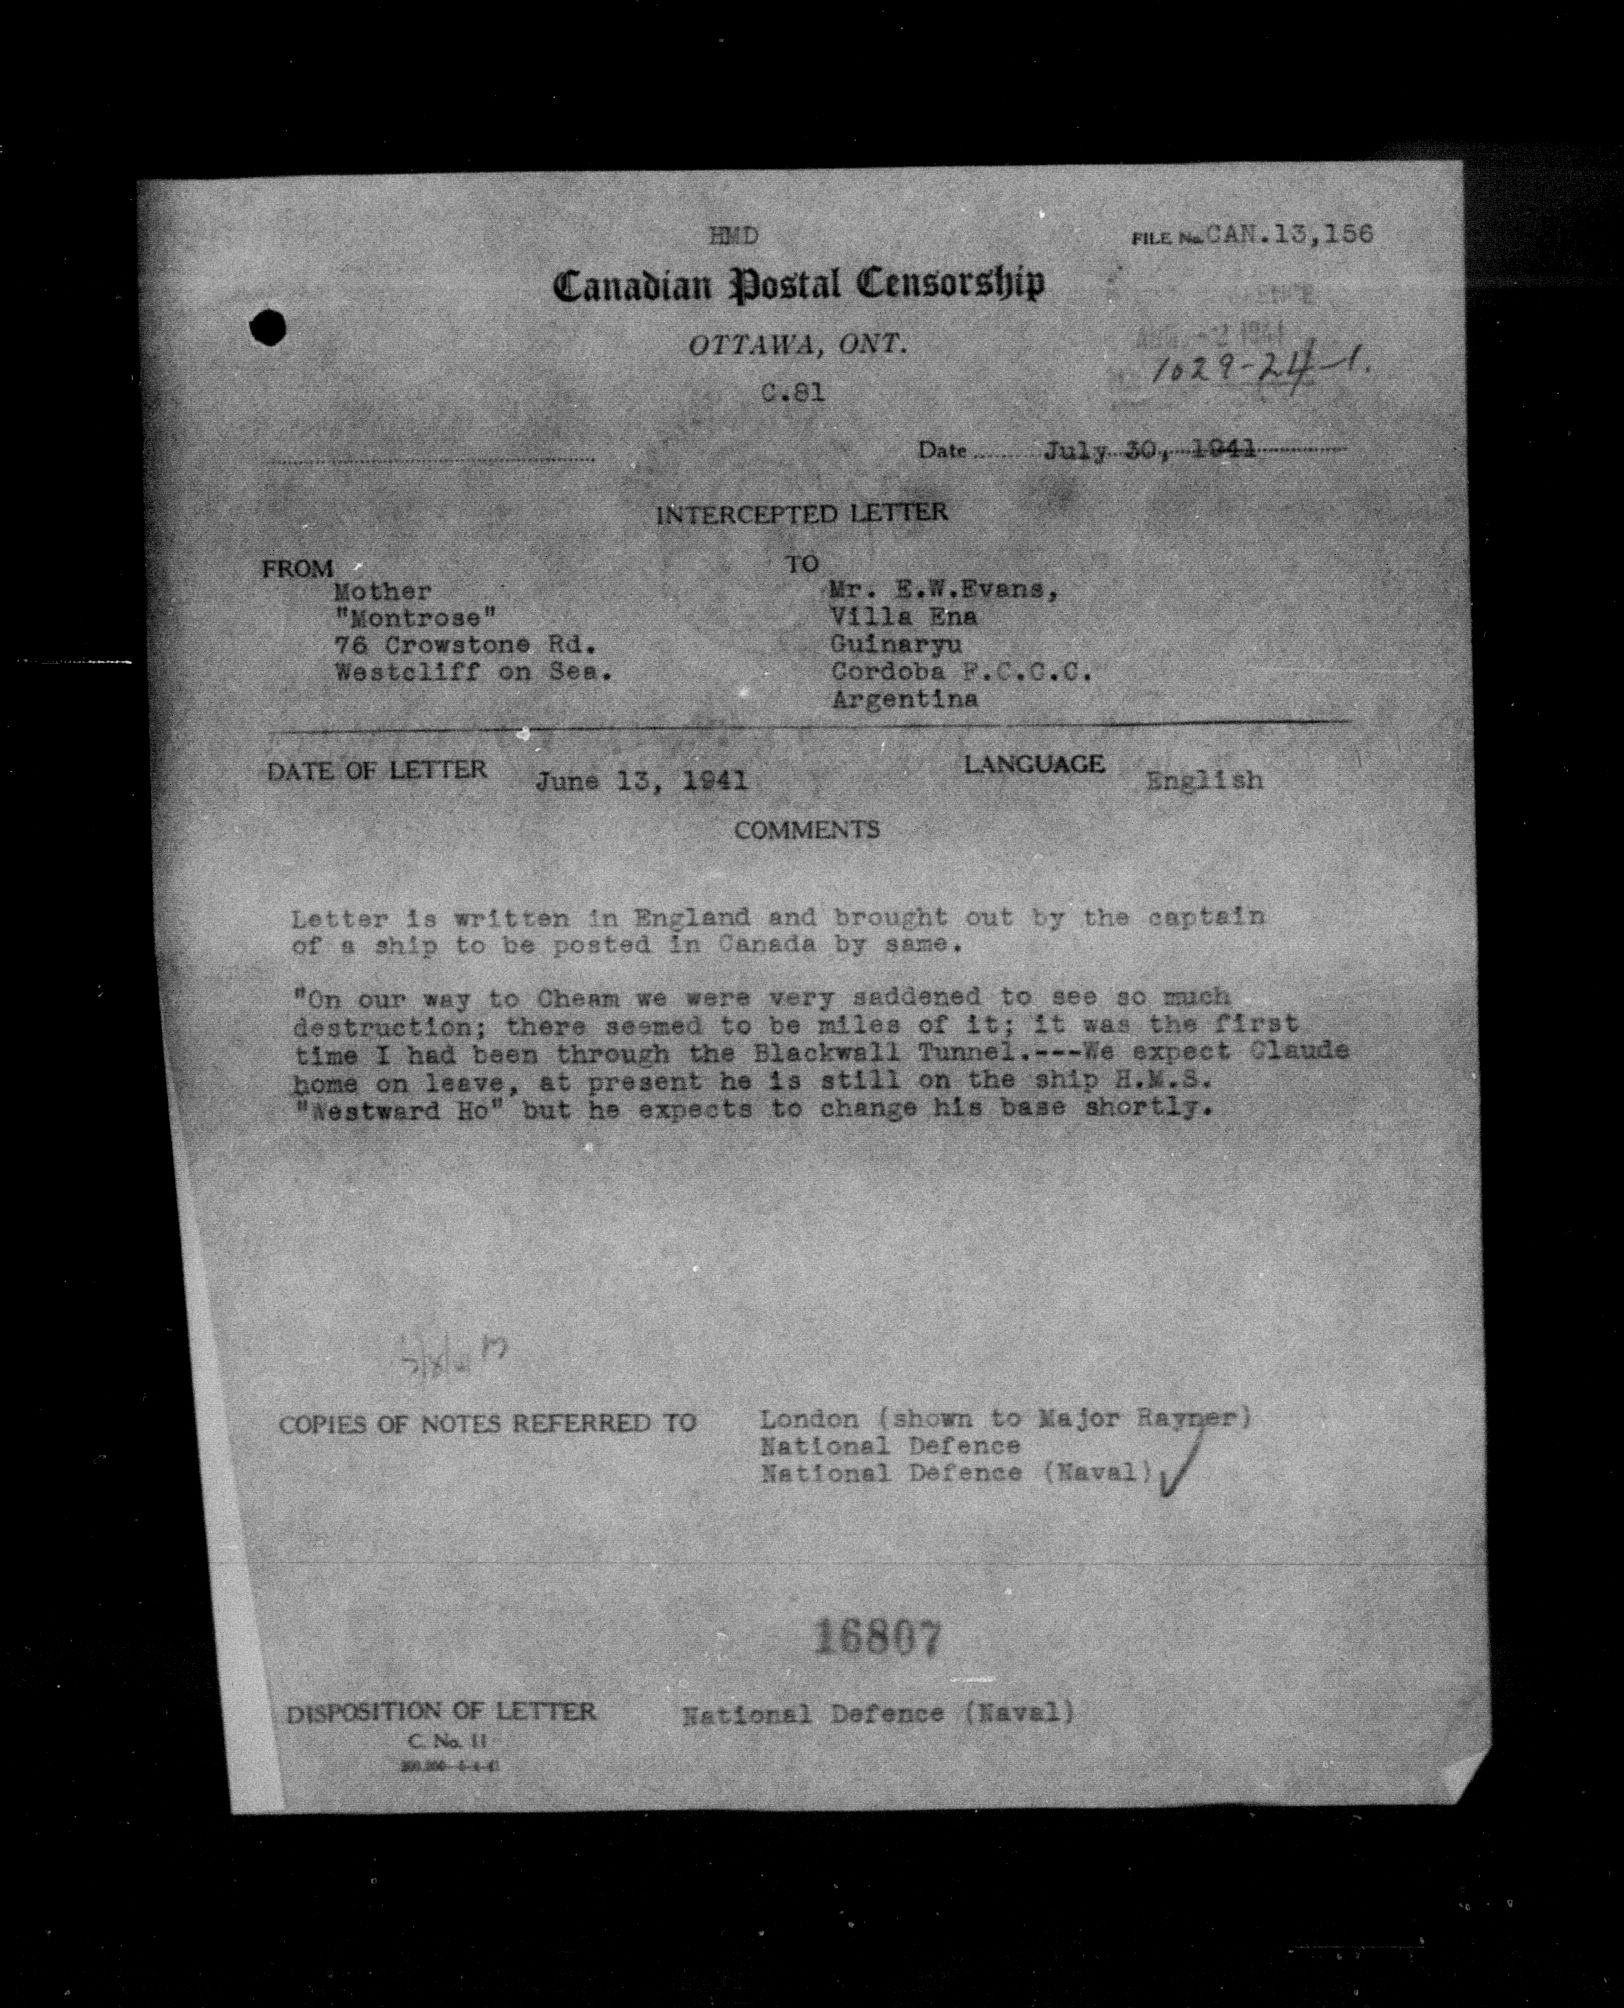 HMD
FILE No. CAN.13,156
Canadian Postal Censorship
OTTAWA, ONT.
AUG -2 1941
1029-24-1.
C.81
Date July 30, 1941
INTERCEPTED LETTER
FROM
TO
Mother
"Montrose"
76 Crowstone Rd.
Westcliff on Sea.
Mr. E.W.Evans,
Villa Ena
Guinaryu
Cordoba F.C.C.C.
Argentina
DATE OF LETTER June 13, 1941
LANGUAGE English
COMMENTS
Letter is written in England and brought out by the captain
of a ship to be posted in Canada by same.
"On our way to Cheam we were very saddened to see so much
destruction; there seemed to be miles of it; it was the first
time I had been through the Blackwall Tunnel.---We expect Claude
home on leave, at present he is still on the ship H.M.S.
"Westward Ho" but he expects to change his base shortly.
COPIES OF NOTES REFERRED TO
London (shown to Major Rayner)
National Defence
National Defence (Naval)
16807
DISPOSITION OF LETTER National Defence (Naval)
C. No. 11